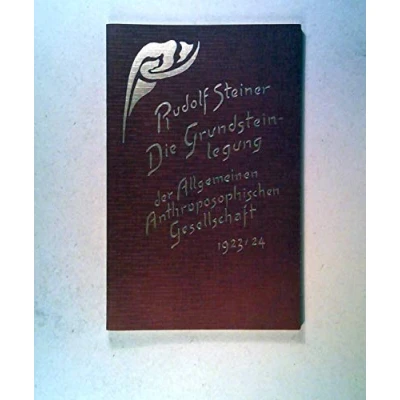 Rudolf Steiner
Die Grundstein-
legung
der Allgemeinen
Anthroposophischen
Gesellschaft
1923/24